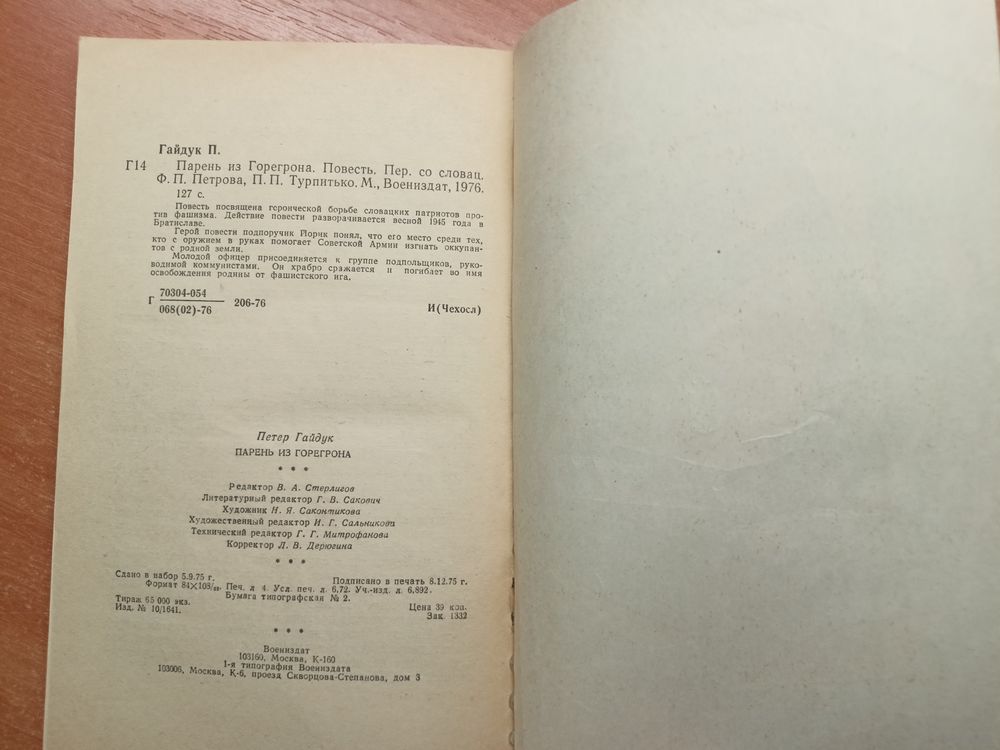 Гайдук П.
Г14 Парень из Горегрона. Повесть. Пер. со словац.
Ф. П. Петрова, П. П. Турпитько. М., Воениздат, 1976.
127 с.
Повесть посвящена героической борьбе словацких патриотов про-
тив фашизма. Действие повести разворачивается весной 1945 года в
Братиславе.
Герой повести подпоручик Йорик понял, что его место среди тех,
кто с оружием в руках помогает Советской Армии изгнать оккупан-
тов с родной земли.
Молодой офицер присоединяется к группе подпольщиков, руко-
водимой коммунистами. Он храбро сражается и погибает во имя
освобождения родины от фашистского ига.
70304-054
Г 206-76
068(02)-76 И(Чехосл)
Петер Гайдук
ПАРЕНЬ ИЗ ГОРЕГРОНА
* * *
Редактор В. А. Стерлигов
Литературный редактор Г. В. Сакович
Художник Н. Я. Саконтикова
Художественный редактор И. Г. Сальникова
Технический редактор Г. Г. Митрофанова
Корректор Л. В. Дерюгина
* * *
Сдано в набор 5.9.75 г. Подписано в печать 8.12.75 г.
Формат 84×108/32. Печ. л 4. Усл. печ. л. 6,72. Уч.-изд. л. 6,892.
Тираж 65 000 экз. Бумага типографская № 2. Цена 39 коп.
Изд. № 10/1641. Зак. 1332
* * *
Воениздат
103160, Москва, К-160
1-я типография Воениздата
103006, Москва, К-6, проезд Скворцова-Степанова, дом 3